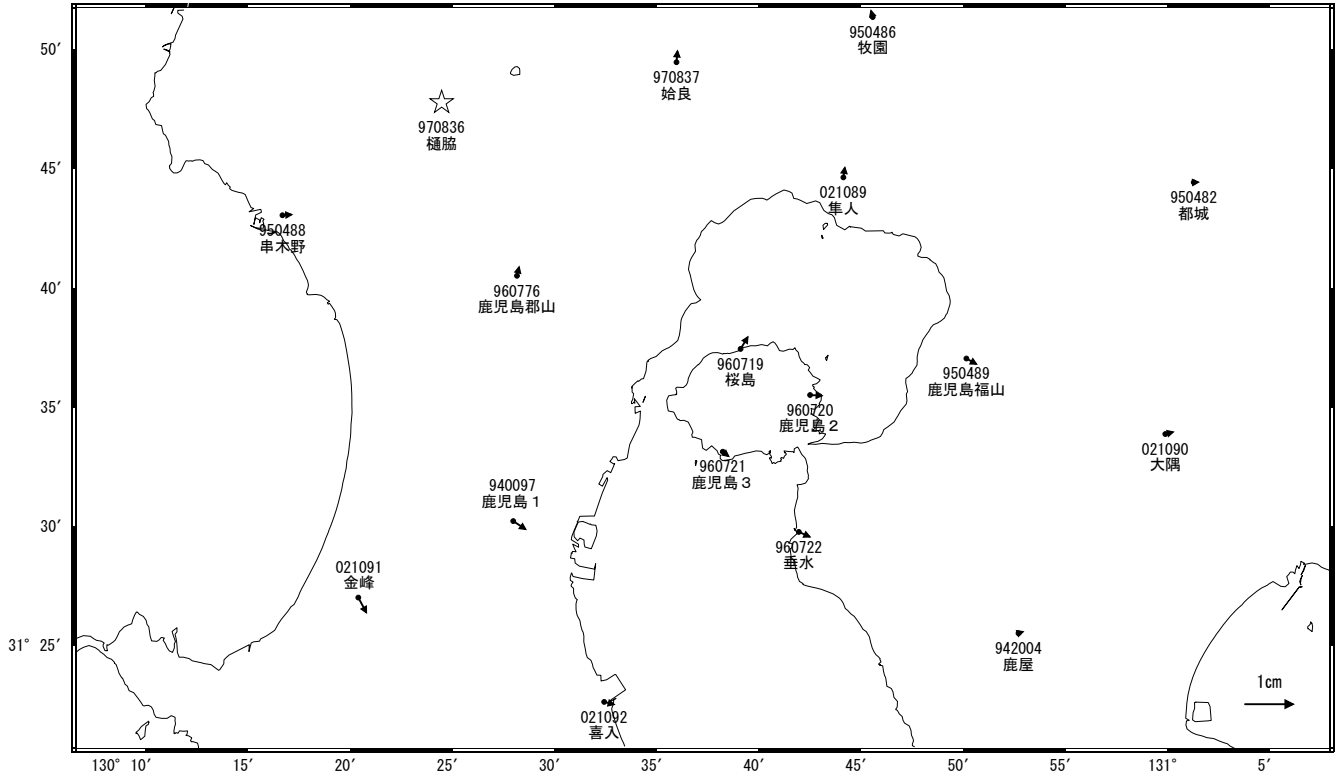 50′
950486
牧園
970837
姶良
970836
樋脇
45′
021089
隼人
950482
都城
950488
串木野
40′
960776
鹿児島郡山
960719
桜島
950489
鹿児島福山
35′
960720
鹿児島２
021090
大隅
960721
鹿児島３
940097
鹿児島１
30′
960722
垂水
021091
金峰
31° 25′
942004
鹿屋
1cm
021092
喜入
130° 10′ 15′ 20′ 25′ 30′ 35′ 40′ 45′ 50′ 55′ 131° 5′